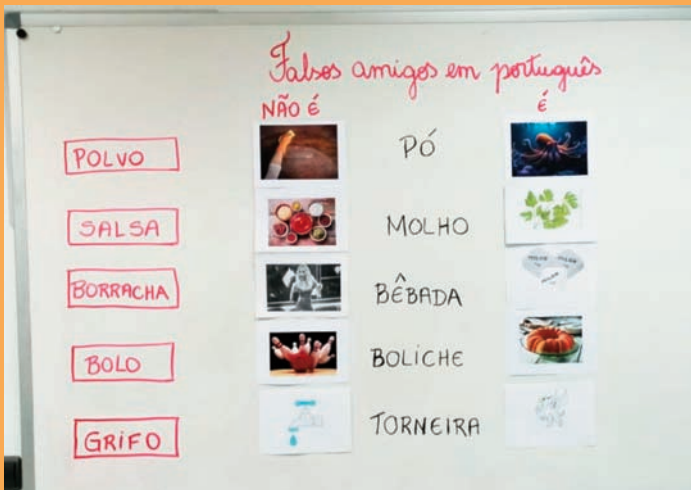 Falsos amigos em português
NÃO É É
POLVO PÓ
SALSA MOLHO
BORRACHA BÊBADA
BOLO BOLICHE
GRIFO TORNEIRA